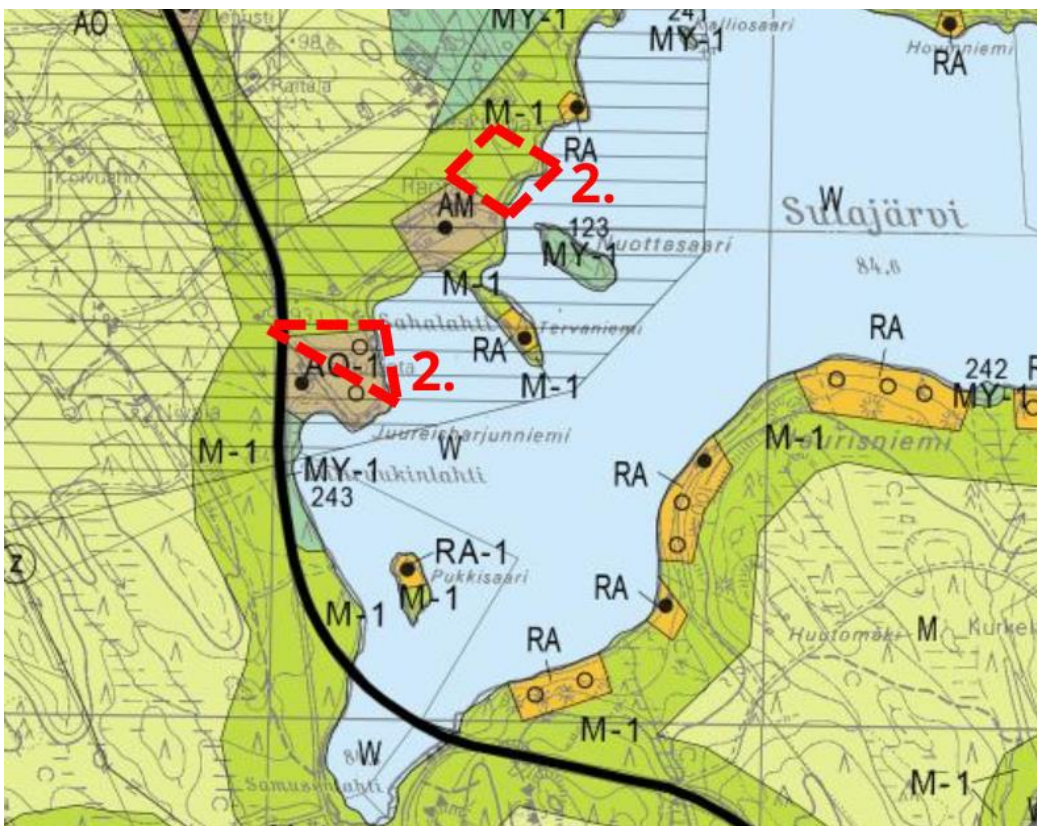 AO
MY-1
241
MY-1
Kalliosaari
Hovinniemi
RA
Raitala
M-1
RA
2.
AM
W
Sulajärvi
84.6
123
MY-1
Nuottasaari
M-1
Sahalahti
Tervaniemi
RA
M-1
RA
AO-1
2.
242
MY-1
M-1
Juureisharjunniemi
M-1
W
MY-1
243
RA
RA-1
Pukkisaari
M-1
M-1
RA
Huutomäki
M
RA
M-1
W
M-1
Z